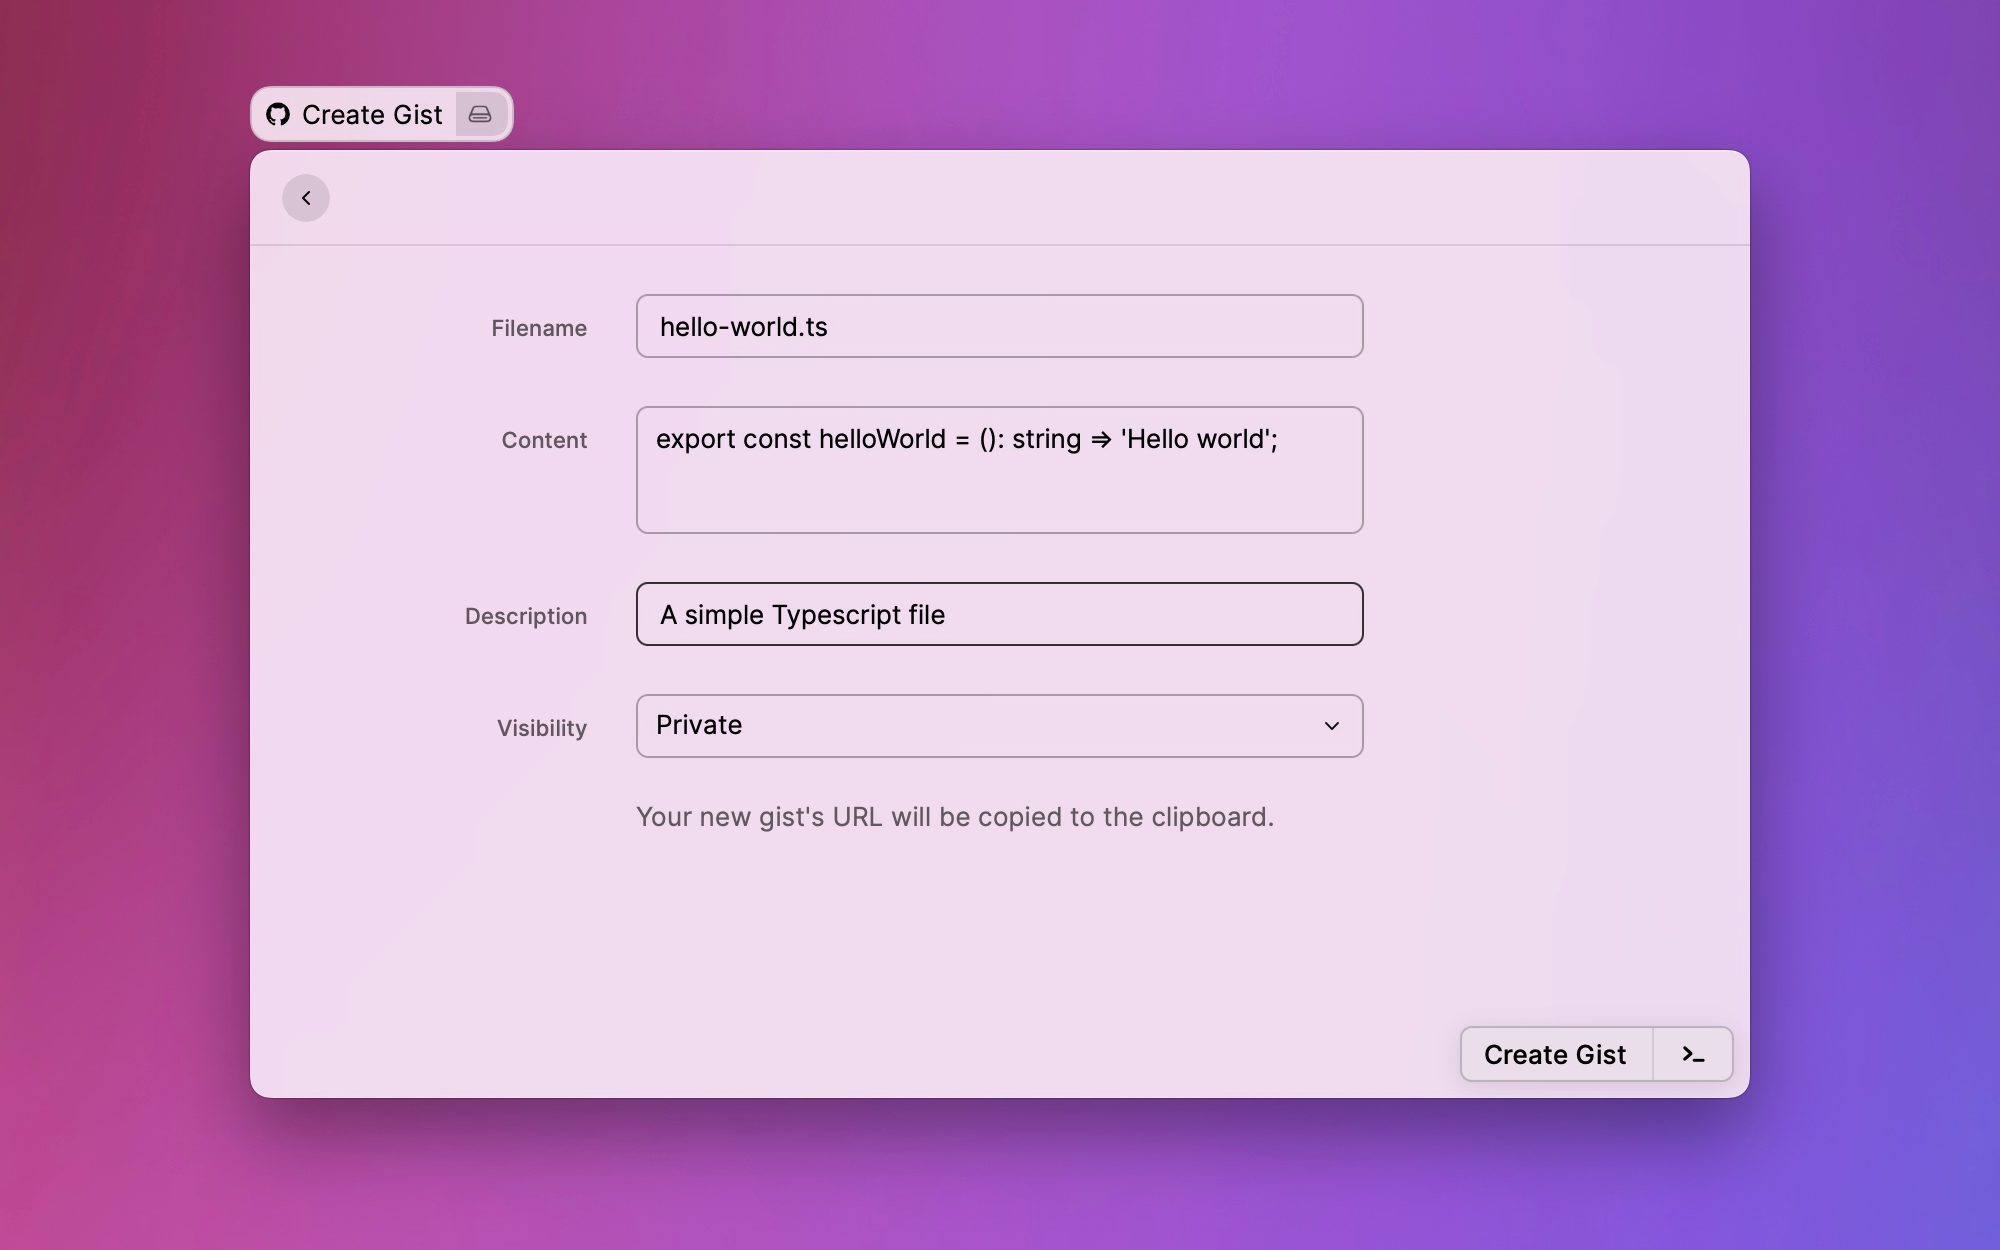 Create Gist
Filename
hello-world.ts
Content
export const helloWorld = (): string => 'Hello world';
Description
A simple Typescript file
Visibility
Private
Your new gist's URL will be copied to the clipboard.
Create Gist